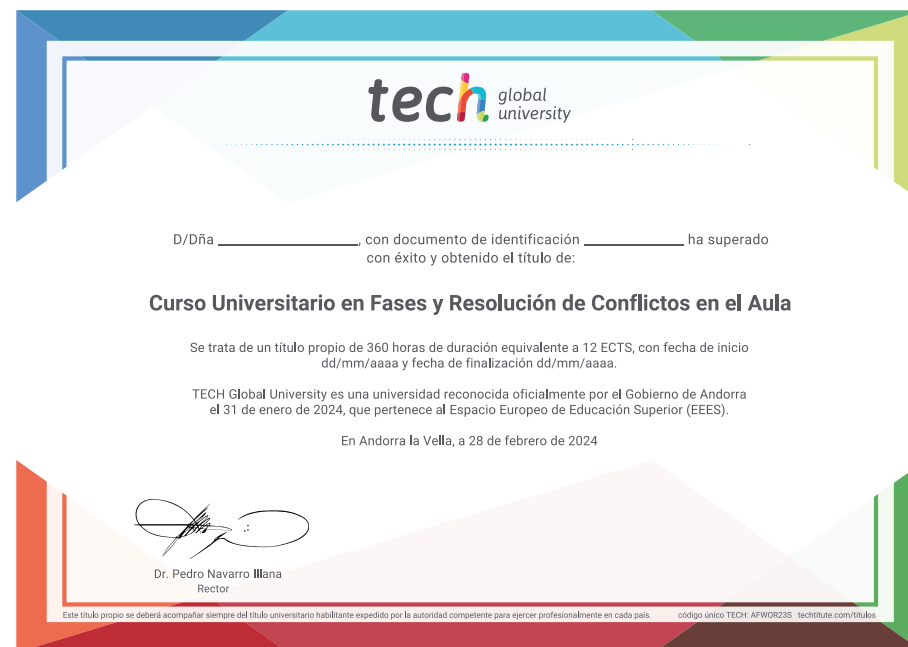 tech global university
D/Dña ____________________, con documento de identificación ______________ ha superado
con éxito y obtenido el título de:
Curso Universitario en Fases y Resolución de Conflictos en el Aula
Se trata de un título propio de 360 horas de duración equivalente a 12 ECTS, con fecha de inicio
dd/mm/aaaa y fecha de finalización dd/mm/aaaa.
TECH Global University es una universidad reconocida oficialmente por el Gobierno de Andorra
el 31 de enero de 2024, que pertenece al Espacio Europeo de Educación Superior (EEES).
En Andorra la Vella, a 28 de febrero de 2024
Dr. Pedro Navarro Illana
Rector
Este título propio se deberá acompañar siempre del título universitario habilitante expedido por la autoridad competente para ejercer profesionalmente en cada país. código único TECH: AFWOR23S techtitute.com/titulos